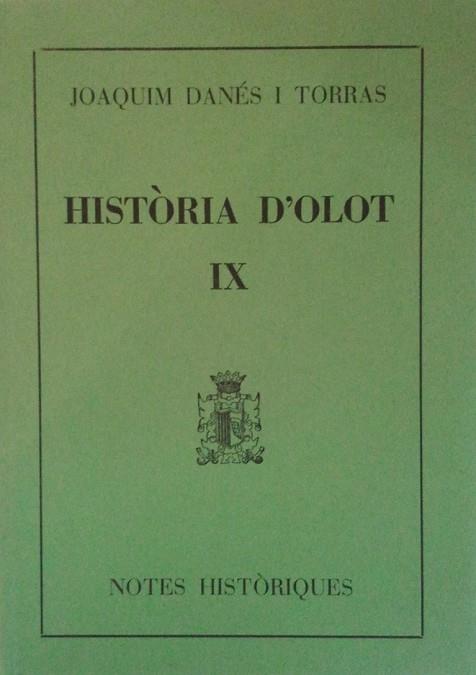 JOAQUIM DANÉS I TORRAS
HISTÒRIA D'OLOT
IX
NOTES HISTÒRIQUES